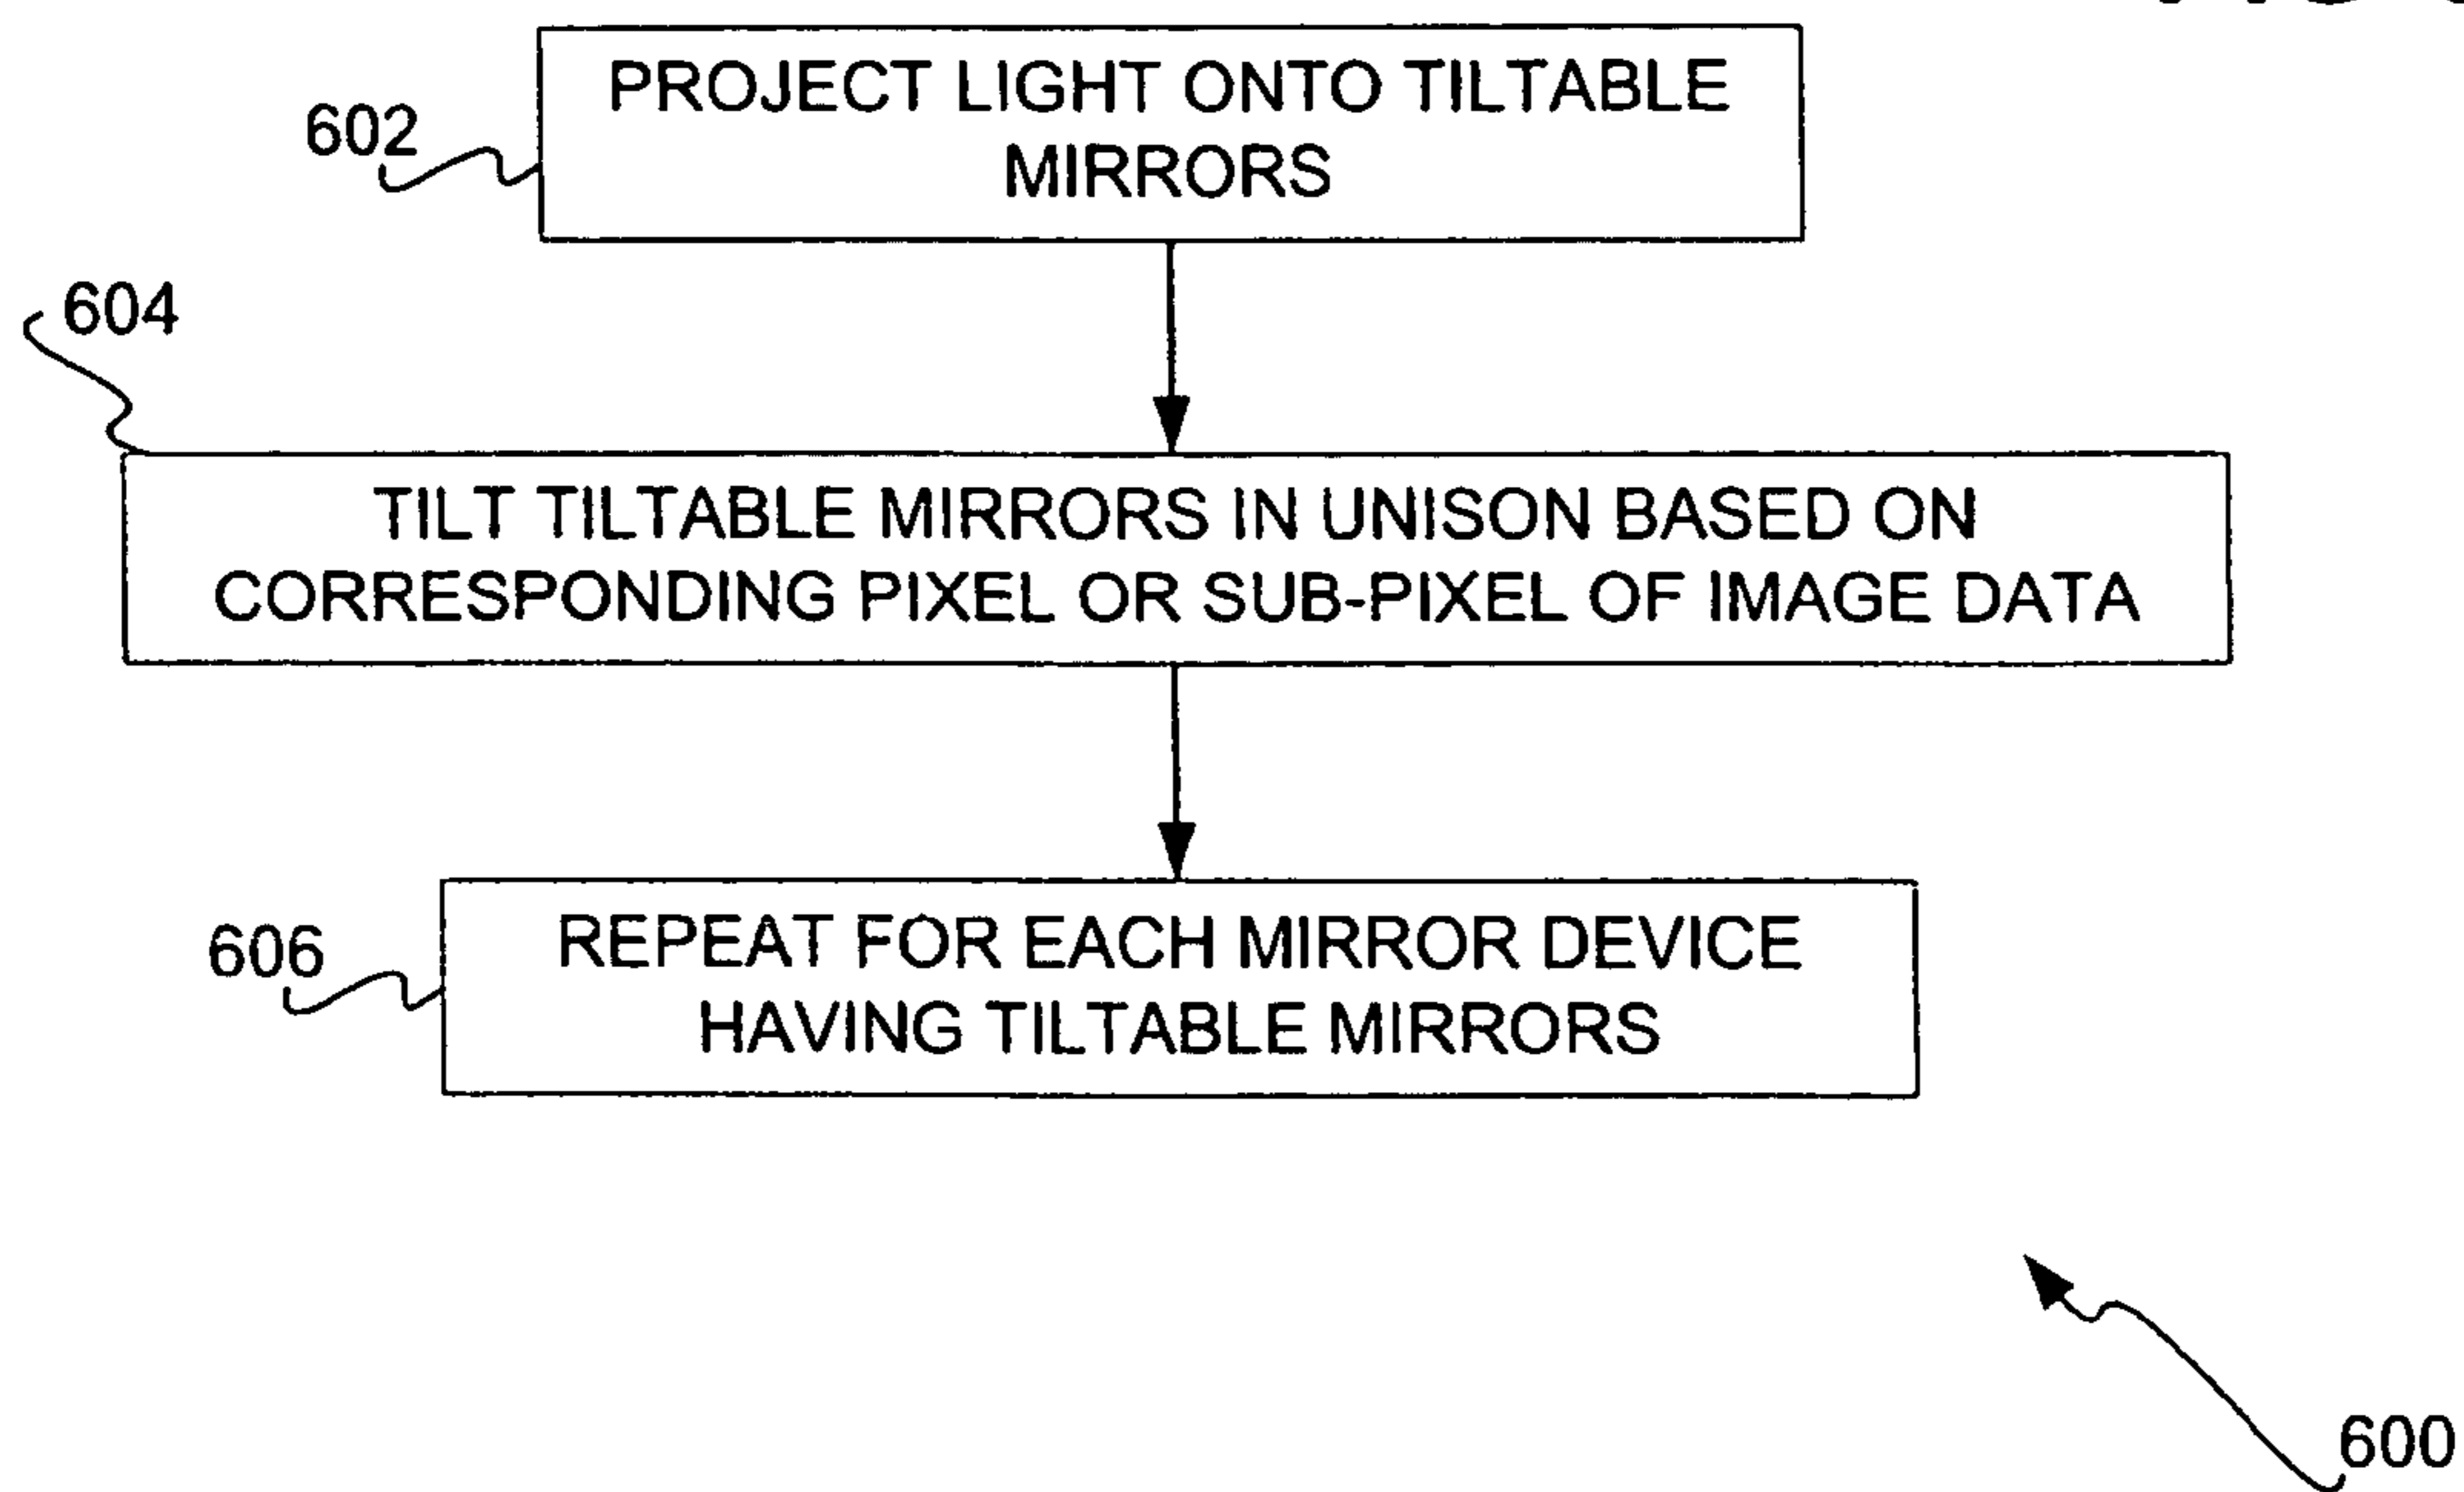 PROJECT LIGHT ONTO TILTABLE
MIRRORS
602
604
TILT TILTABLE MIRRORS IN UNISON BASED ON
CORRESPONDING PIXEL OR SUB-PIXEL OF IMAGE DATA
606
REPEAT FOR EACH MIRROR DEVICE
HAVING TILTABLE MIRRORS
600